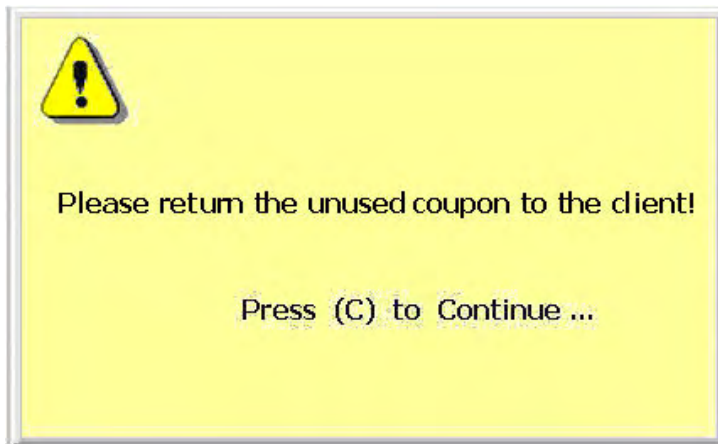 Please return the unused coupon to the client!
Press (C) to Continue ...